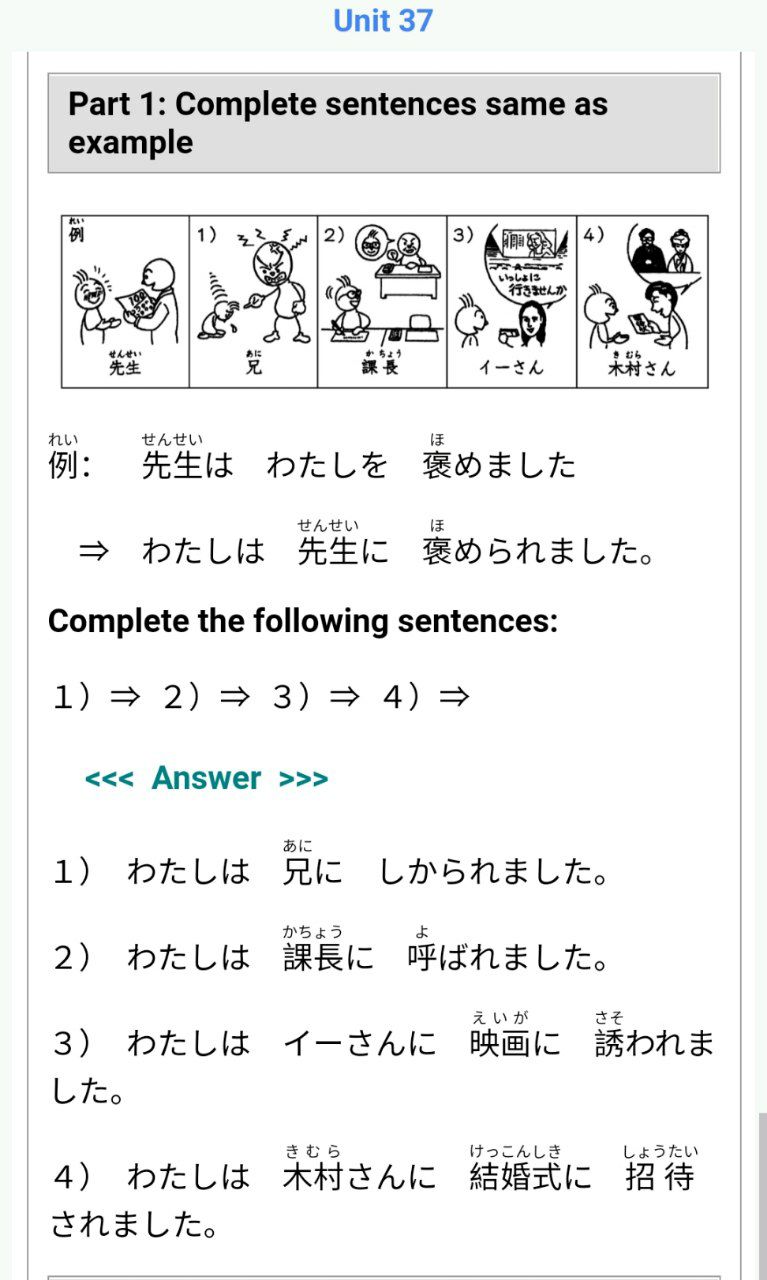 Unit 37
Part 1: Complete sentences same as
example
れい
例
1)
2)
3)
4)
いっしょに
行きませんか
せんせい
先生
あに
兄
かちょう
課長
イーさん
きむら
木村さん
れい せんせい ほ
例： 先生は わたしを 褒めました
せんせい ほ
⇒ わたしは 先生に 褒められました。
Complete the following sentences:
１）⇒ ２）⇒ ３）⇒ ４）⇒
<<< Answer >>>
あに
１） わたしは 兄に しかられました。
かちょう よ
２） わたしは 課長に 呼ばれました。
えいが さそ
３） わたしは イーさんに 映画に 誘われま
した。
きむら けっこんしき しょうたい
４） わたしは 木村さんに 結婚式に 招待
されました。